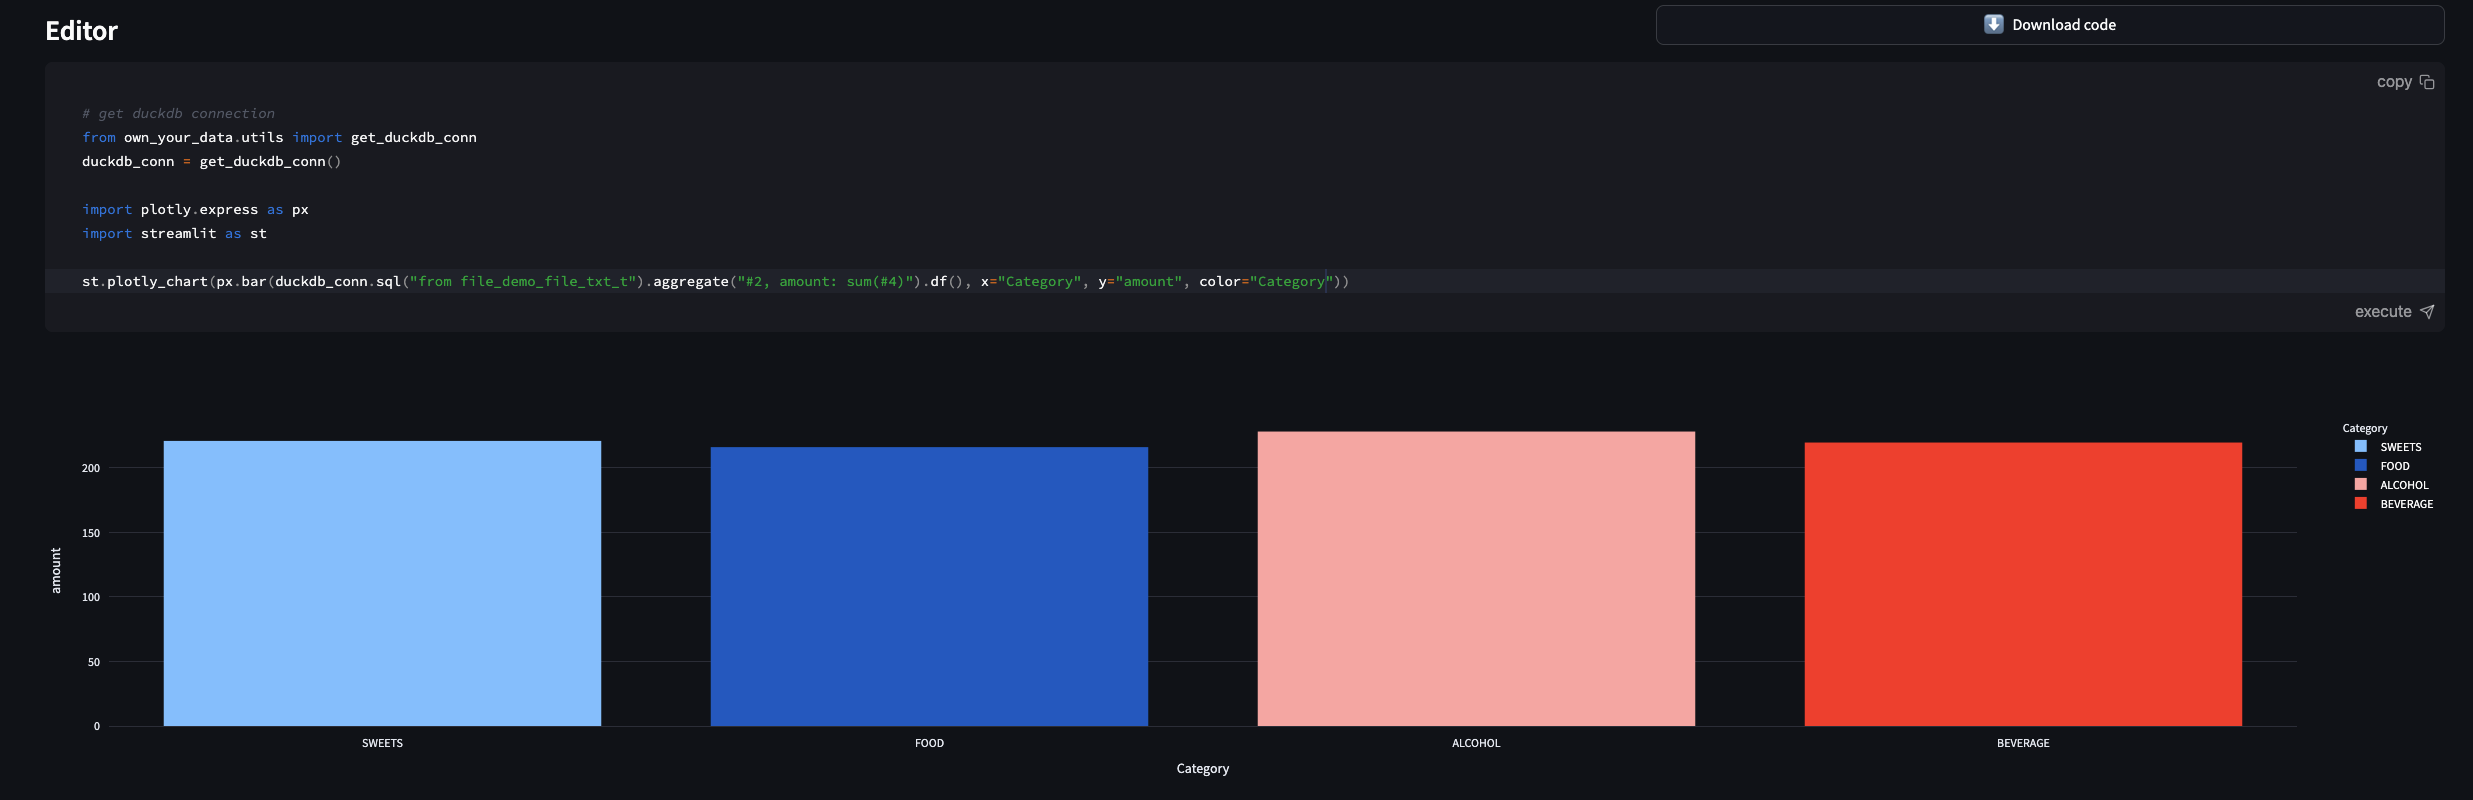 Editor
Download code
copy
# get duckdb connection
from own_your_data.utils import get_duckdb_conn
duckdb_conn = get_duckdb_conn()
import plotly.express as px
import streamlit as st
st.plotly_chart(px.bar(duckdb_conn.sql("from file_demo_file_txt_t").aggregate("#2, amount: sum(#4)").df(), x="Category", y="amount", color="Category"))
execute
200
150
100
50
0
amount
SWEETS
FOOD
ALCOHOL
BEVERAGE
Category
Category
SWEETS
FOOD
ALCOHOL
BEVERAGE